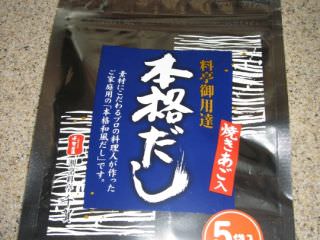 料亭御用達
本格だし
焼きあご入
素材にこだわるプロの料理人が作った
ご家庭用の「本格和風だし」です。
5袋入